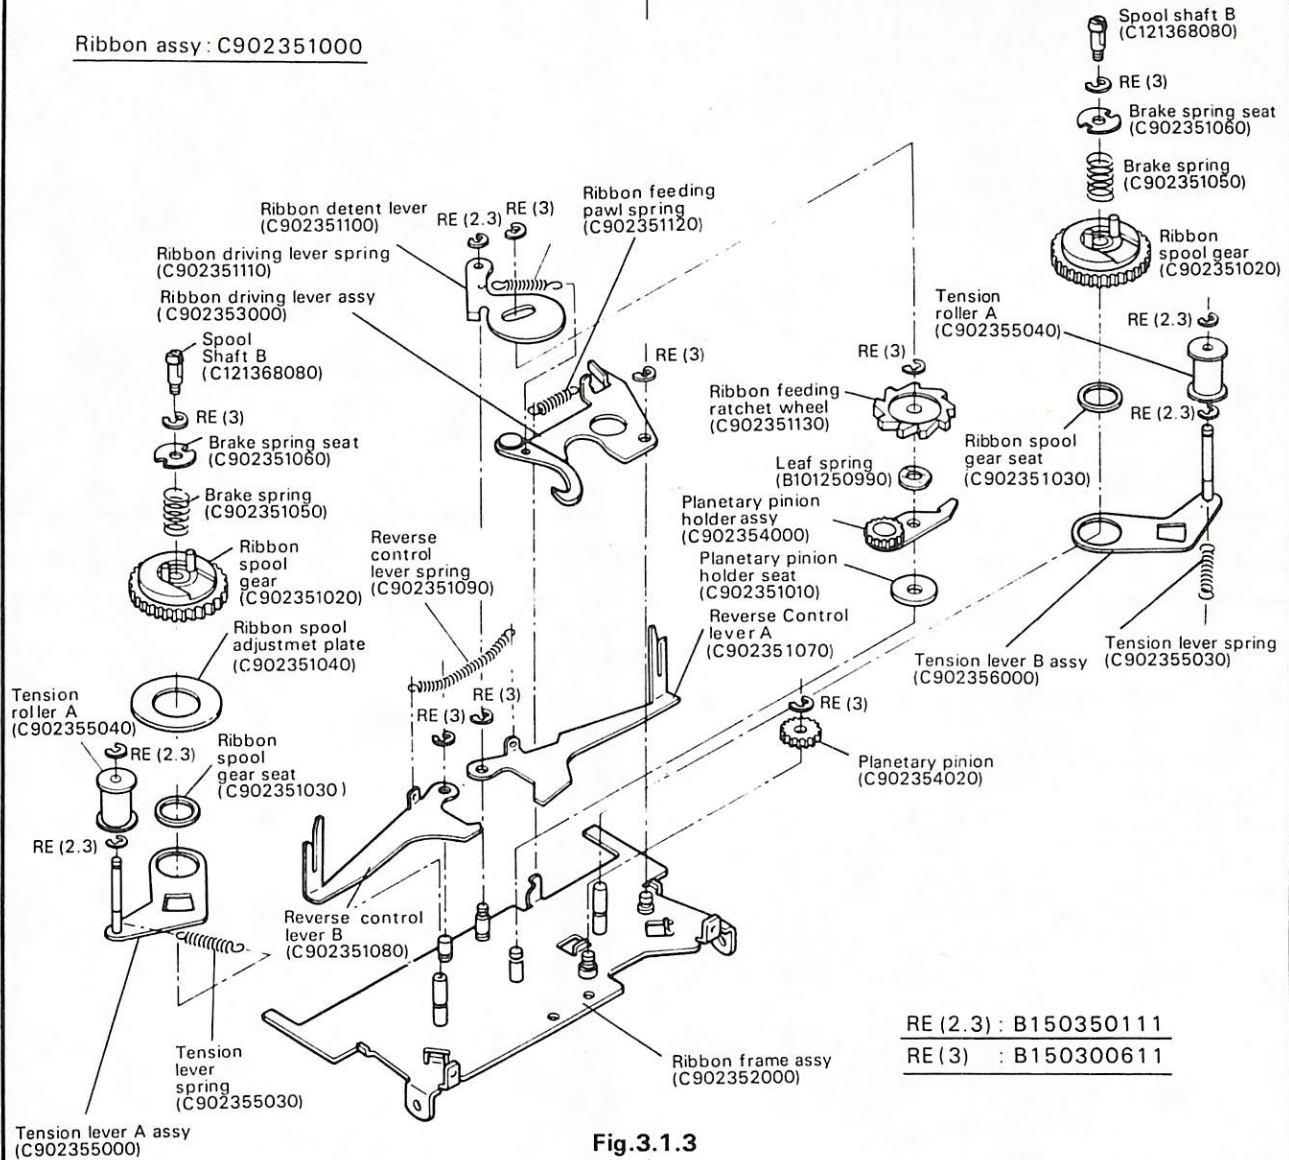 Ribbon assy : C902351000
Spool shaft B
(C121368080)
RE (3)
Brake spring seat
(C902351060)
Brake spring
(C902351050)
Ribbon
spool gear
(C902351020)
Tension
roller A
(C902355040)
RE (2.3)
RE (2.3)
Ribbon spool
gear seat
(C902351030)
Tension lever spring
(C902355030)
Tension lever B assy
(C902356000)
Ribbon feeding
pawl spring
(C902351120)
RE (3)
RE (2.3)
Ribbon detent lever
(C902351100)
Ribbon driving lever spring
(C902351110)
Ribbon driving lever assy
(C902353000)
RE (3)
RE (3)
Ribbon feeding
ratchet wheel
(C902351130)
Leaf spring
(B101250990)
Planetary pinion
holder assy
(C902354000)
Planetary pinion
holder seat
(C902351010)
Reverse Control
lever A
(C902351070)
RE (3)
Planetary pinion
(C902354020)
Spool
Shaft B
(C121368080)
RE (3)
Brake spring seat
(C902351060)
Brake spring
(C902351050)
Ribbon
spool
gear
(C902351020)
Reverse
control
lever spring
(C902351090)
Ribbon spool
adjustmet plate
(C902351040)
RE (3)
RE (3)
Tension
roller A
(C902355040)
RE (2.3)
Ribbon
spool
gear seat
(C902351030)
RE (2.3)
Reverse control
lever B
(C902351080)
Tension
lever
spring
(C902355030)
Tension lever A assy
(C902355000)
Ribbon frame assy
(C902352000)
RE (2.3) : B150350111
RE (3) : B150300611
Fig.3.1.3